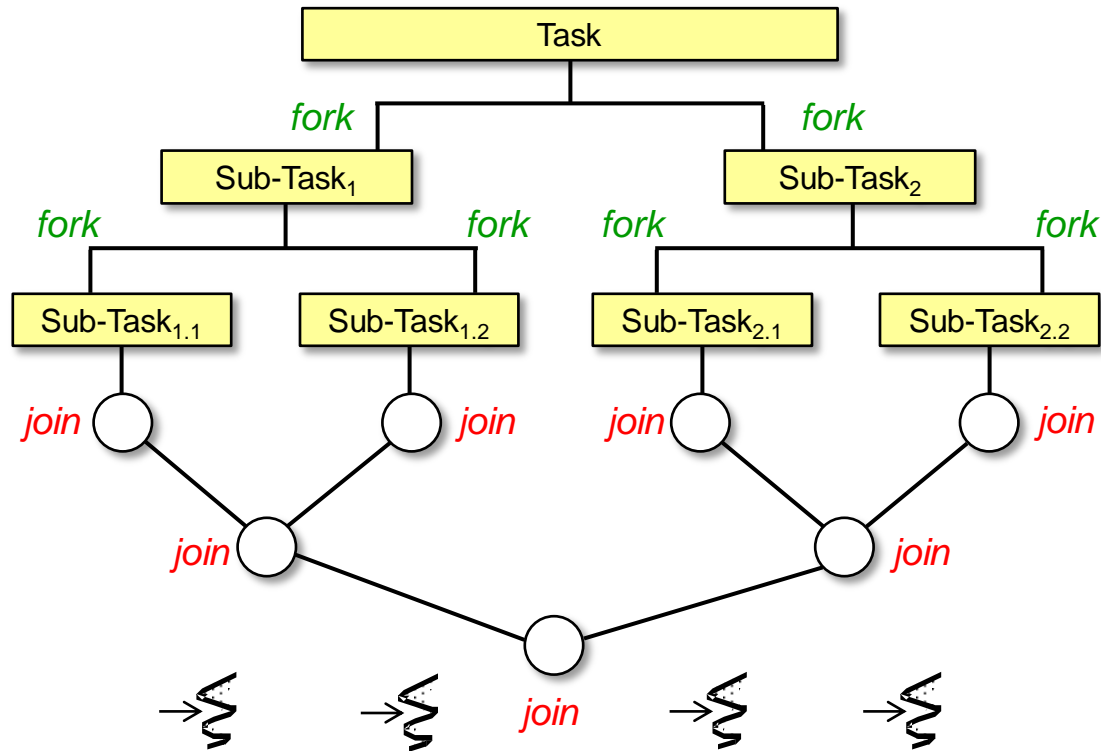 Task
fork fork
Sub-Task₁ Sub-Task₂
fork fork fork fork
Sub-Task₁.₁ Sub-Task₁.₂ Sub-Task₂.₁ Sub-Task₂.₂
join join join join
join join
join